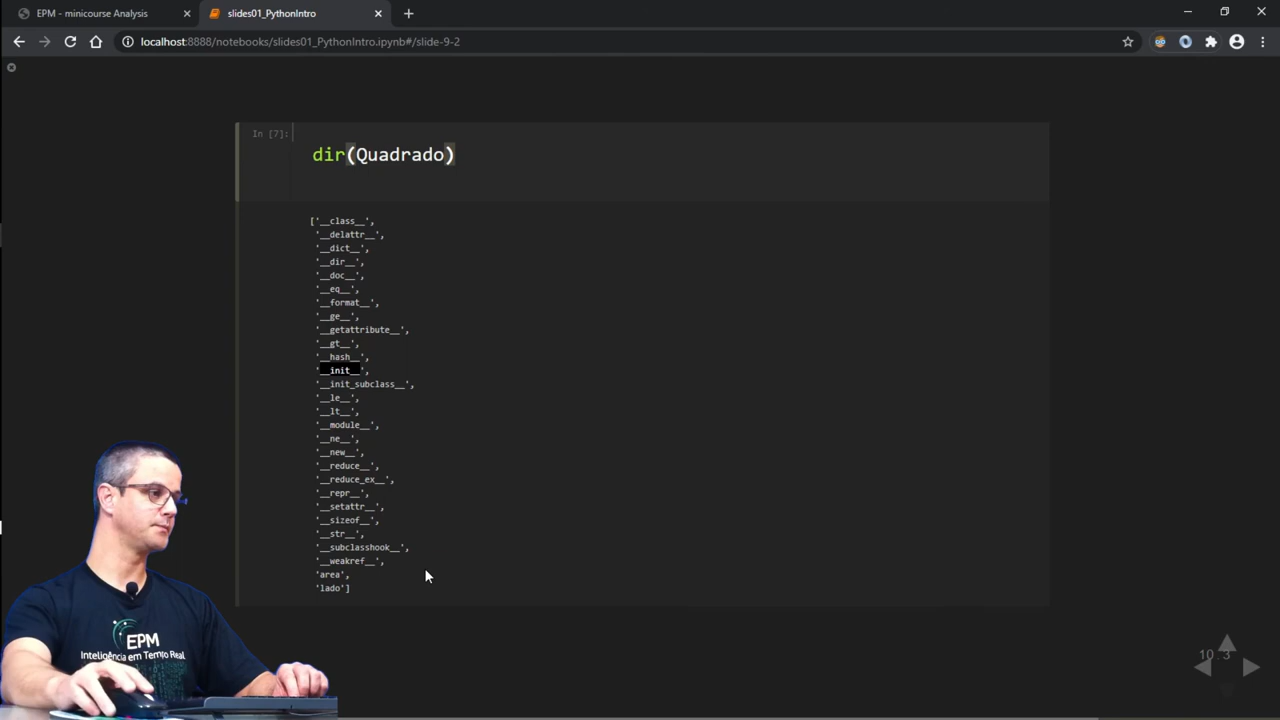 EPM - minicourse Analysis
slides01_PythonIntro
localhost:8888/notebooks/slides01_PythonIntro.ipynb#/slide-9-2
In [7]:
dir(Quadrado)
['__class__',
'__delattr__',
'__dict__',
'__dir__',
'__doc__',
'__eq__',
'__format__',
'__ge__',
'__getattribute__',
'__gt__',
'__hash__',
'__init__',
'__init_subclass__',
'__le__',
'__lt__',
'__module__',
'__ne__',
'__new__',
'__reduce__',
'__reduce_ex__',
'__repr__',
'__setattr__',
'__sizeof__',
'__str__',
'__subclasshook__',
'__weakref__',
'area',
'lado']
EPM
Inteligência em Tempo Real
10.3